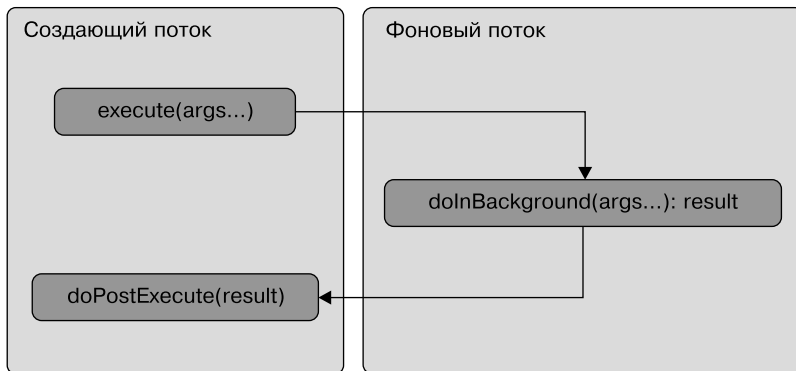 Создающий поток
Фоновый поток
execute(args...)
doInBackground(args...): result
doPostExecute(result)